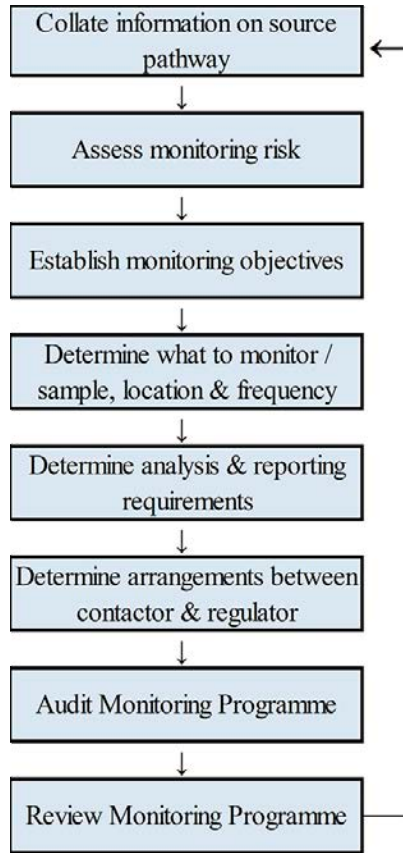 Collate information on source
pathway
Assess monitoring risk
Establish monitoring objectives
Determine what to monitor /
sample, location & frequency
Determine analysis & reporting
requirements
Determine arrangements between
contactor & regulator
Audit Monitoring Programme
Review Monitoring Programme